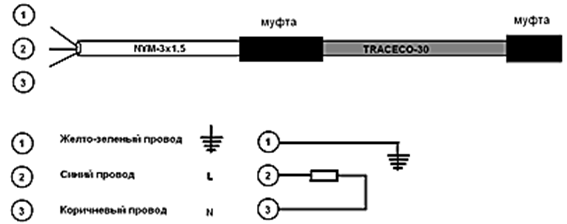 муфта
муфта
1
2
3
NYM-3x1.5
TRACECO-30
1 Желто-зеленый провод 1
2 Синий провод L 2
3 Коричневый провод N 3